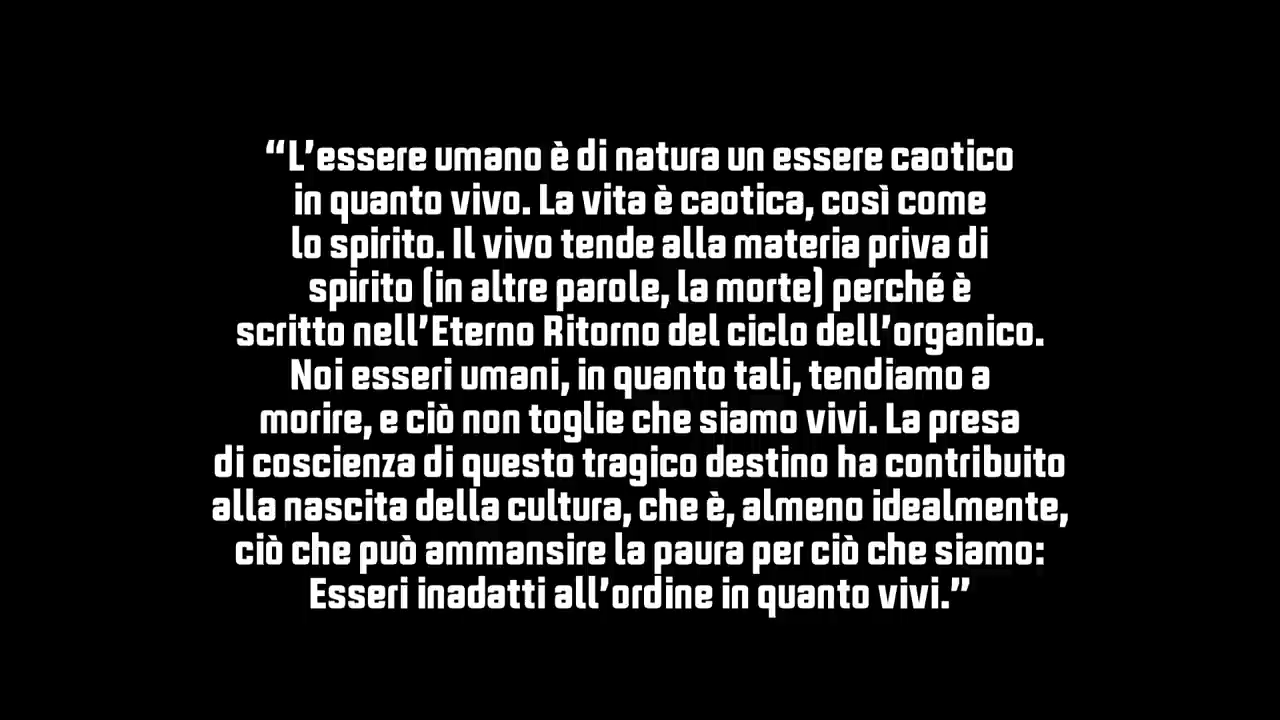 “L’essere umano è di natura un essere caotico
in quanto vivo. La vita è caotica, così come
lo spirito. Il vivo tende alla materia priva di
spirito (in altre parole, la morte) perché è
scritto nell’Eterno Ritorno del ciclo dell’organico.
Noi esseri umani, in quanto tali, tendiamo a
morire, e ciò non toglie che siamo vivi. La presa
di coscienza di questo tragico destino ha contribuito
alla nascita della cultura, che è, almeno idealmente,
ciò che può ammansire la paura per ciò che siamo:
Esseri inadatti all’ordine in quanto vivi.”